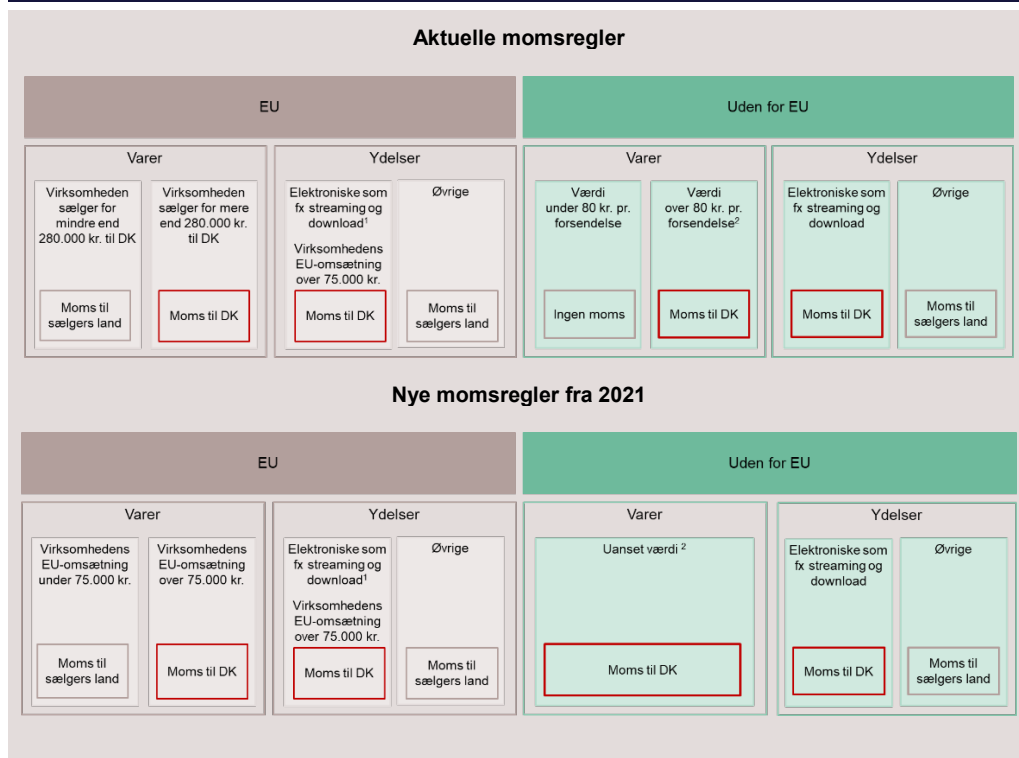 Aktuelle momsregler
EU
Uden for EU
Varer
Ydelser
Varer
Ydelser
Virksomheden
sælger for
mindre end
280.000 kr. til DK
Moms til
sælgers land
Virksomheden
sælger for mere
end 280.000 kr.
til DK
Moms til DK
Elektroniske som
fx streaming og
download¹
Virksomhedens
EU-omsætning
over 75.000 kr.
Moms til DK
Øvrige
Moms til
sælgers land
Værdi
under 80 kr. pr.
forsendelse
Ingen moms
Værdi
over 80 kr. pr.
forsendelse²
Moms til DK
Elektroniske som
fx streaming og
download
Moms til DK
Øvrige
Moms til
sælgers land
Nye momsregler fra 2021
EU
Uden for EU
Varer
Ydelser
Varer
Ydelser
Virksomhedens
EU-omsætning
under 75.000 kr.
Moms til
sælgers land
Virksomhedens
EU-omsætning
over 75.000 kr.
Moms til DK
Elektroniske som
fx streaming og
download¹
Virksomhedens
EU-omsætning
over 75.000 kr.
Moms til DK
Øvrige
Moms til
sælgers land
Uanset værdi ²
Moms til DK
Elektroniske som
fx streaming og
download
Moms til DK
Øvrige
Moms til
sælgers land